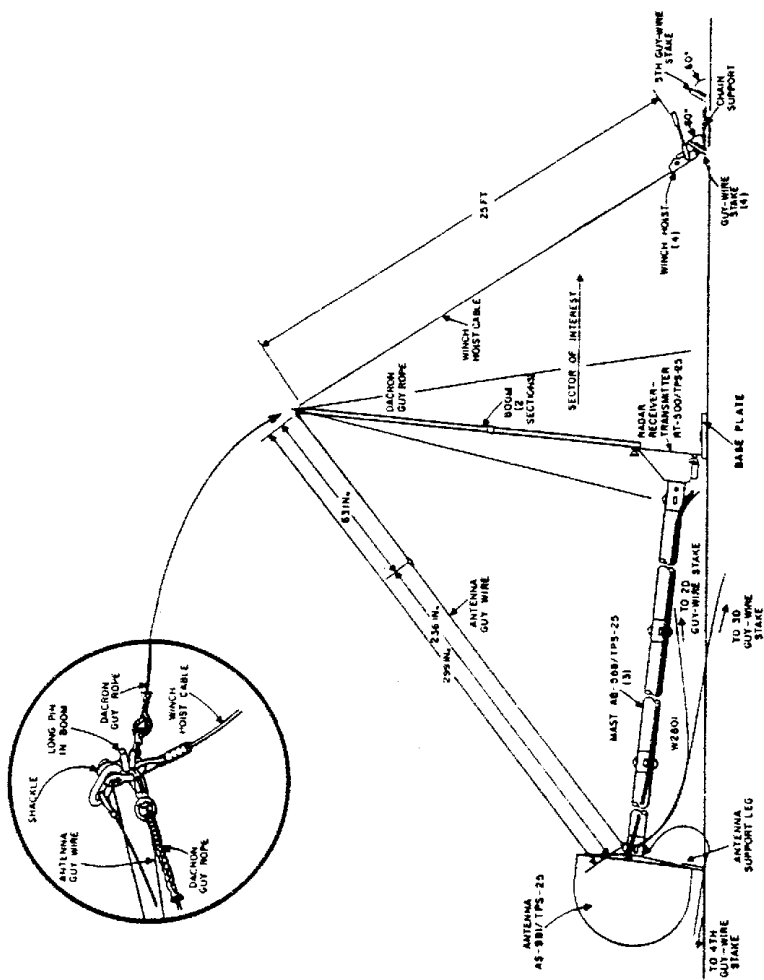 SHACKLE
LONG PIN
IN BOOM
DACRON
GUY ROPE
ANTENNA
GUY WIRE
WINCH
HOIST CABLE
DACRON
GUY ROPE
25 FT
WINCH
HOIST CABLE
DACRON
GUY ROPE
BOOM (2
SECTIONS)
SECTOR OF INTEREST
RADAR
RECEIVER-
TRANSMITTER
RT-500/TPS-25
BASE PLATE
5TH GUY-WIRE
STAKE
60°
60°
CHAIN
SUPPORT
GUY-WIRE
STAKE
(4)
WINCH HOIST
(4)
63 IN.
236 IN.
299 IN.
ANTENNA
GUY WIRE
MAST AB-568/TPS-25
(3)
W2801
TO 2D
GUY-WIRE STAKE
TO 3D
GUY-WIRE
STAKE
ANTENNA
SUPPORT LEG
ANTENNA
AS-981/TPS-25
TO 4TH
GUY-WIRE
STAKE